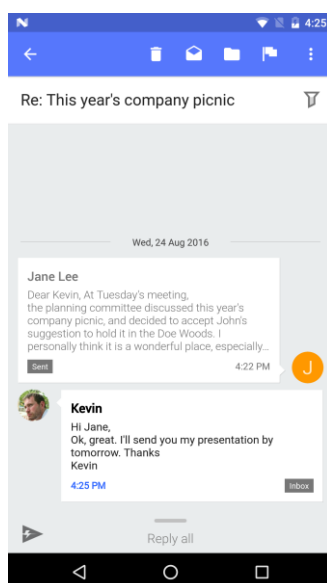 4:25
Re: This year's company picnic
Wed, 24 Aug 2016
Jane Lee
Dear Kevin, At Tuesday's meeting,
the planning committee discussed this year's
company picnic, and decided to accept John's
suggestion to hold it in the Doe Woods. I
personally think it is a wonderful place, especially...
Sent
4:22 PM
J
Kevin
Hi Jane,
Ok, great. I'll send you my presentation by
tomorrow. Thanks
Kevin
4:25 PM
Inbox
Reply all